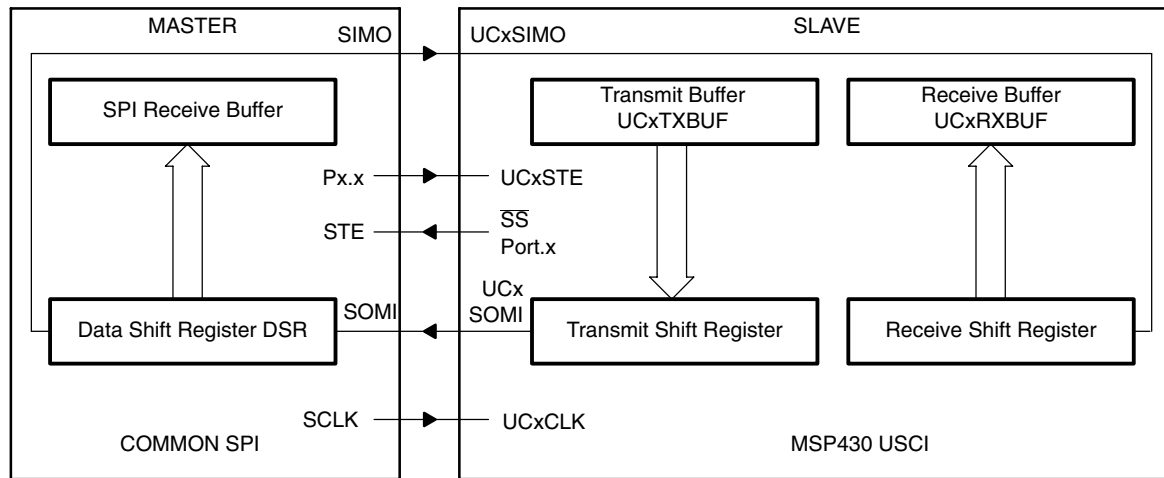 MASTER
SIMO
SPI Receive Buffer
Px.x
STE
SOMI
Data Shift Register DSR
SCLK
COMMON SPI
SLAVE
UCxSIMO
Transmit Buffer
UCxTXBUF
Receive Buffer
UCxRXBUF
UCxSTE
SS
Port.x
UCx
SOMI
Transmit Shift Register
Receive Shift Register
UCxCLK
MSP430 USCI